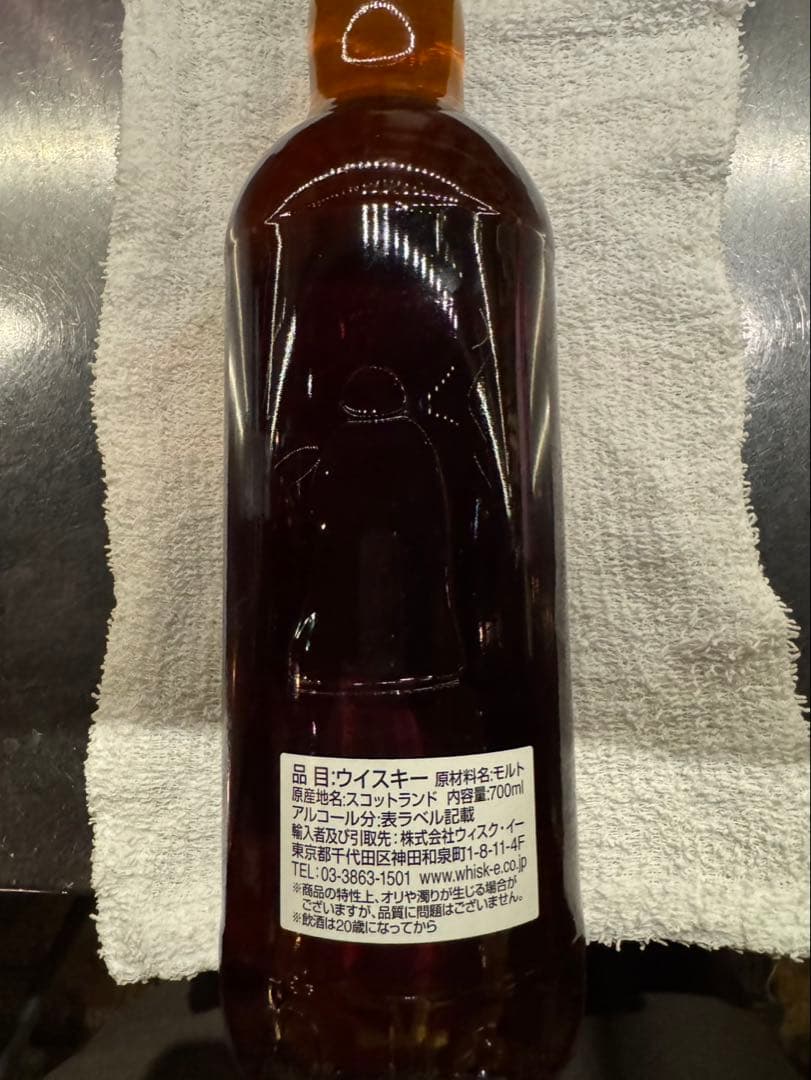 品 目:ウイスキー 原材料名:モルト
原産地名:スコットランド 内容量:700ml
アルコール分:表ラベル記載
輸入者及び引取先:株式会社ウィスク・イー
東京都千代田区神田和泉町1-8-11-4F
TEL:03-3863-1501 www.whisk-e.co.jp
※商品の特性上、オリや濁りが生じる場合が
ございますが、品質に問題はございません。
※飲酒は20歳になってから